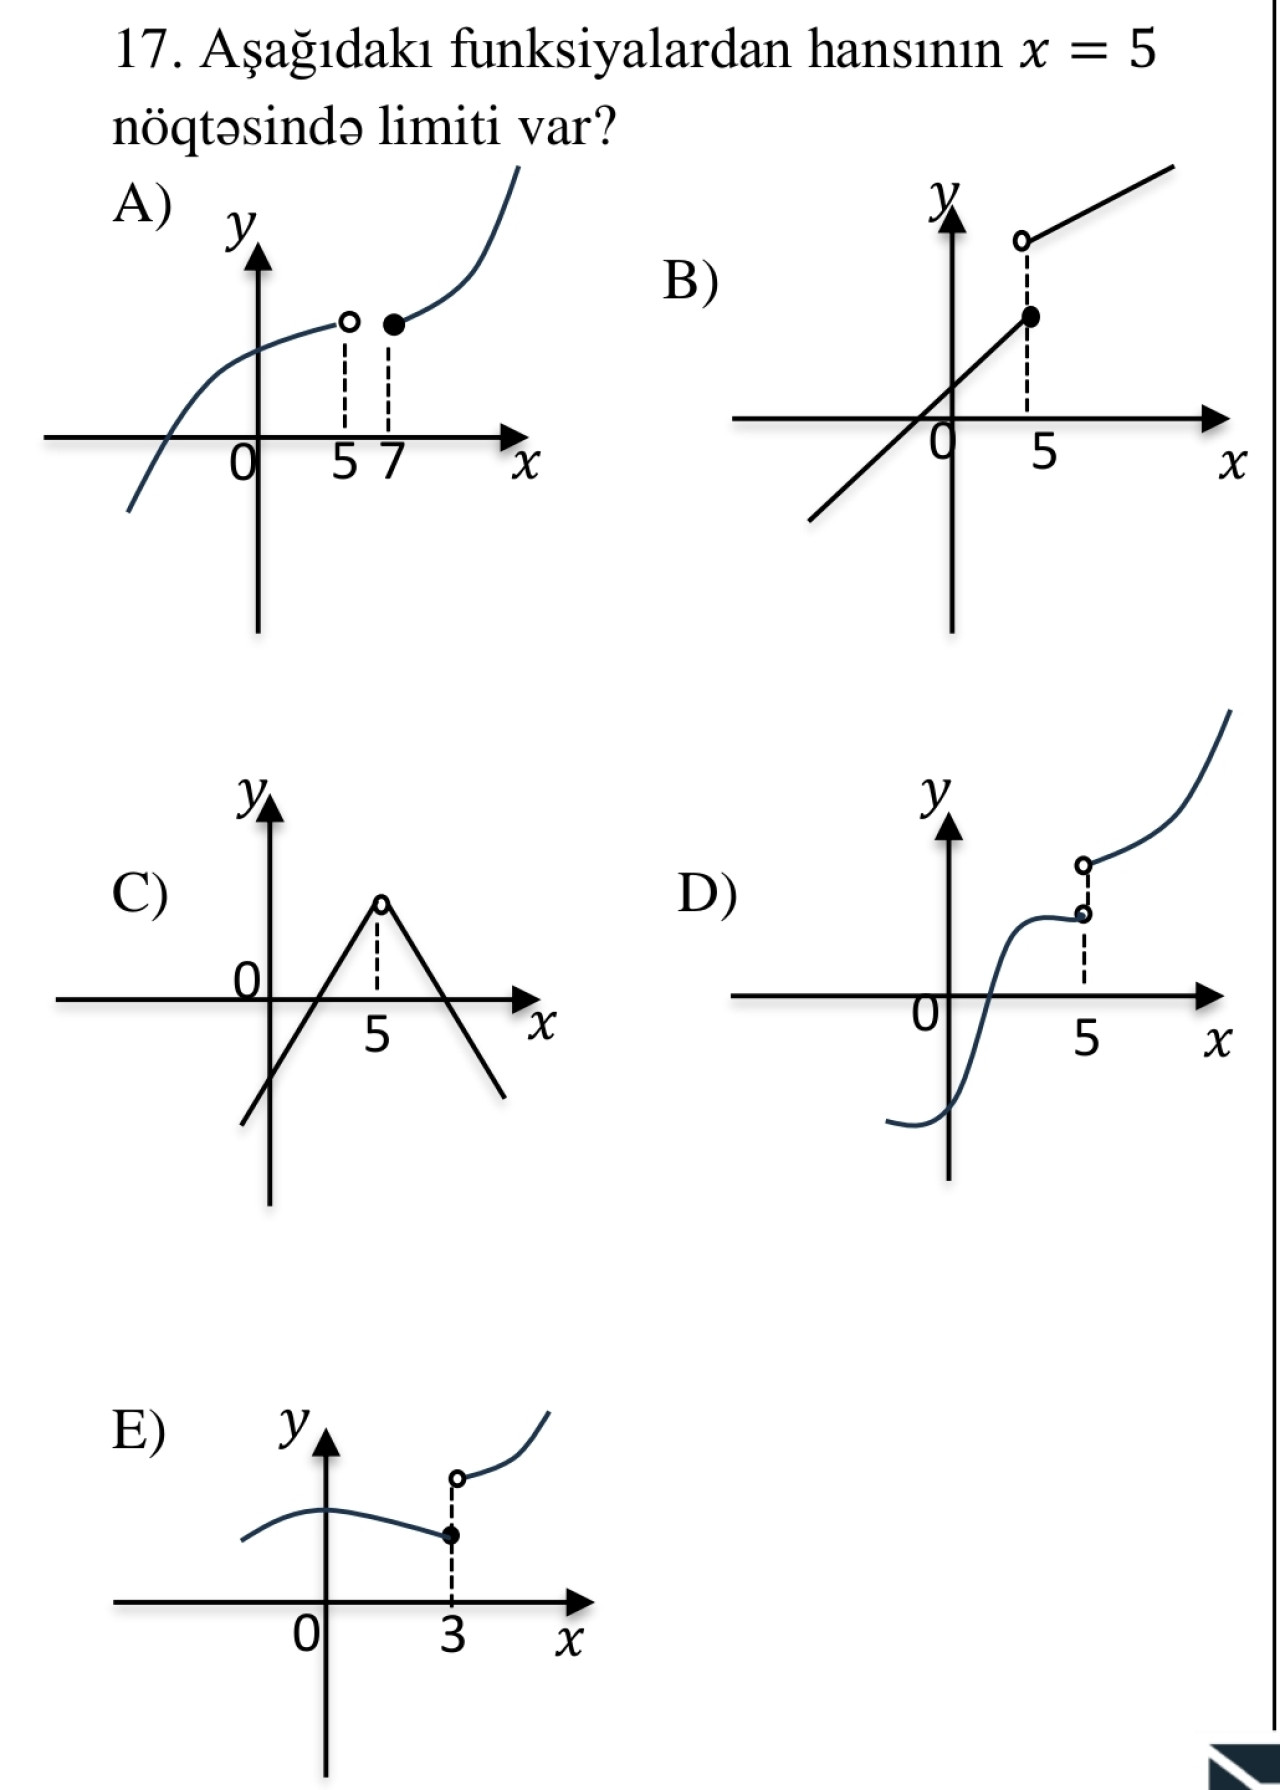 17. Aşağıdakı funksiyalardan hansının x = 5
nöqtəsində limiti var?
A)
y
0
5 7
x
B)
y
0
5
x
C)
y
0
5
x
D)
y
0
5
x
E)
y
0
3
x